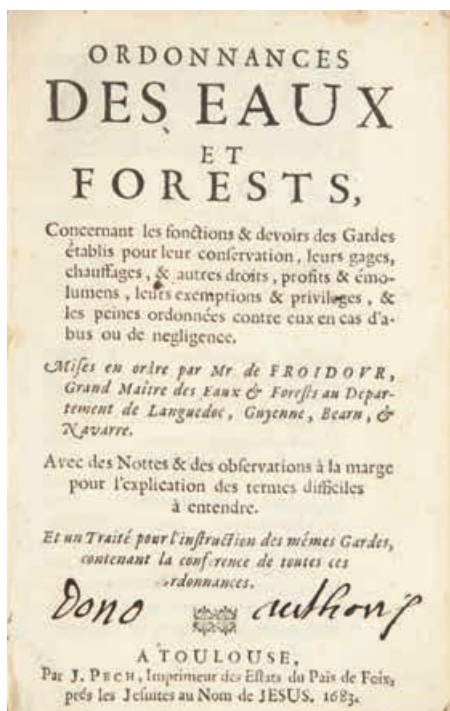 ORDONNANCES
DES EAUX
ET
FORESTS,
Concernant les fonctions & devoirs des Gardes
établis pour leur conservation, leurs gages,
chauffages, & autres droits, profits & émo-
lumens, leurs exemptions & privileges, &
les peines ordonnées contre eux en cas d'a-
bus ou de negligence.
Mises en ordre par Mr. de FROIDOVR,
Grand Maître des Eaux & Forests au Depar-
tement de Languedoc, Guyenne, Bearn, &
Navarre.
Avec des Nottes & des observations à la marge
pour l'explication des termes difficiles
à entendre.
Et un Traité pour l'instruction des mêmes Gardes,
contenant la conference de toutes ces
ordonnances.
Dono authoris
A TOULOUSE,
Par J. PECH, Imprimeur des Estats du Païs de Foix,
prés les Jesuites au Nom de JESUS. 1683.